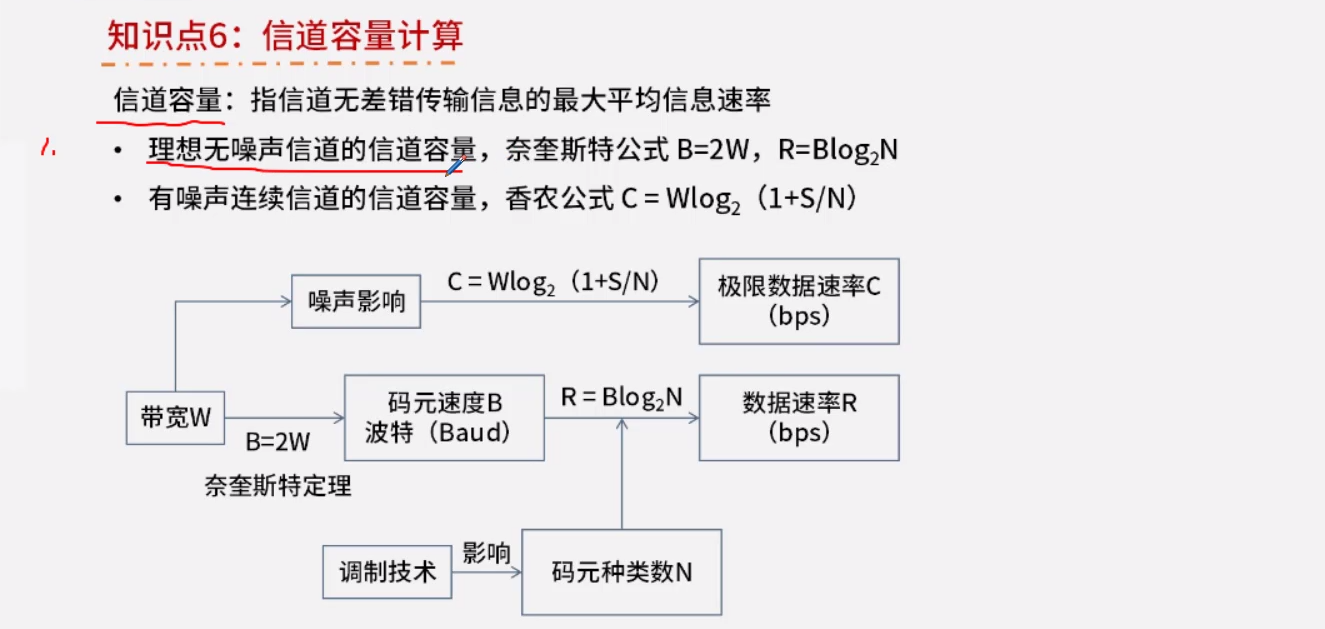 知识点6：信道容量计算
信道容量：指信道无差错传输信息的最大平均信息速率
1.
• 理想无噪声信道的信道容量，奈奎斯特公式 B=2W，R=Blog₂N
• 有噪声连续信道的信道容量，香农公式 C = Wlog₂（1+S/N）
噪声影响
C = Wlog₂（1+S/N）
极限数据速率C
（bps）
带宽W
B=2W
奈奎斯特定理
码元速度B
波特（Baud）
R = Blog₂N
数据速率R
（bps）
调制技术
影响
码元种类数N